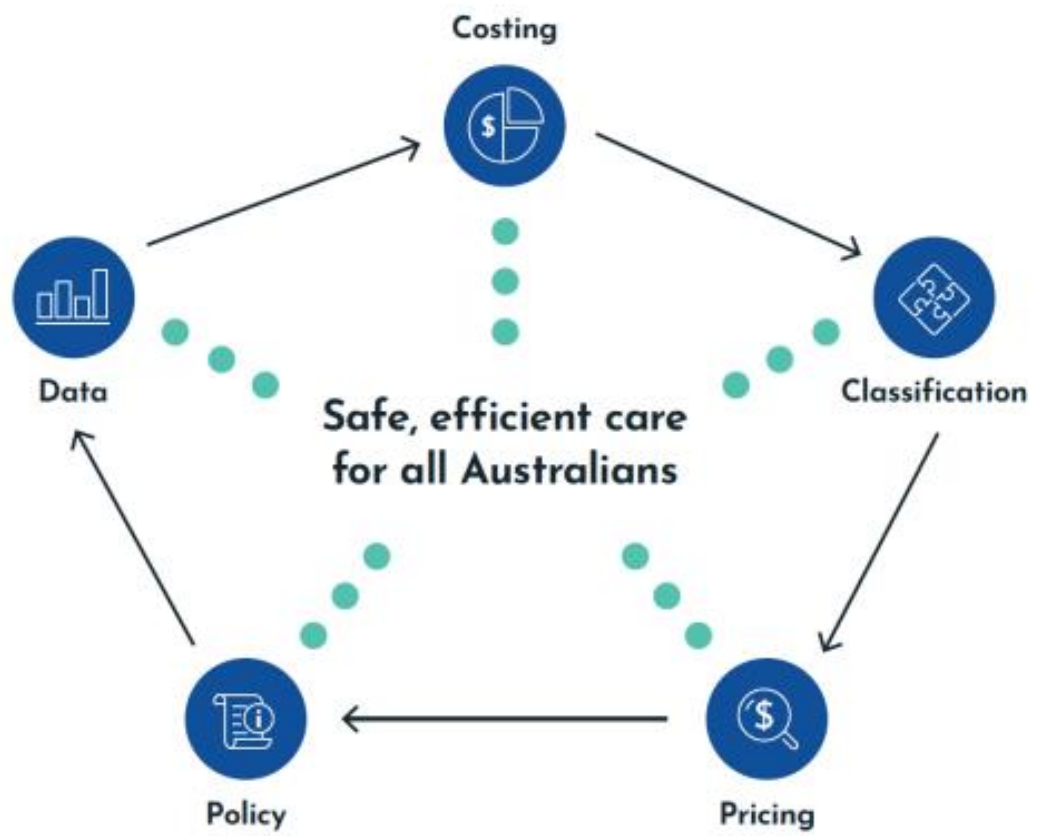 Costing
$
Data
Classification
Safe, efficient care
for all Australians
i
$
Policy
Pricing